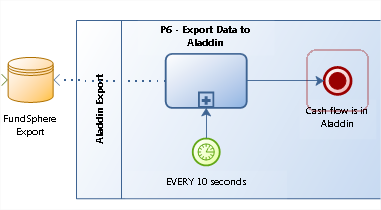 P6 - Export Data to
Aladdin
FundSphere
Export
Aladdin Export
Cash flow is in
Aladdin
EVERY 10 seconds